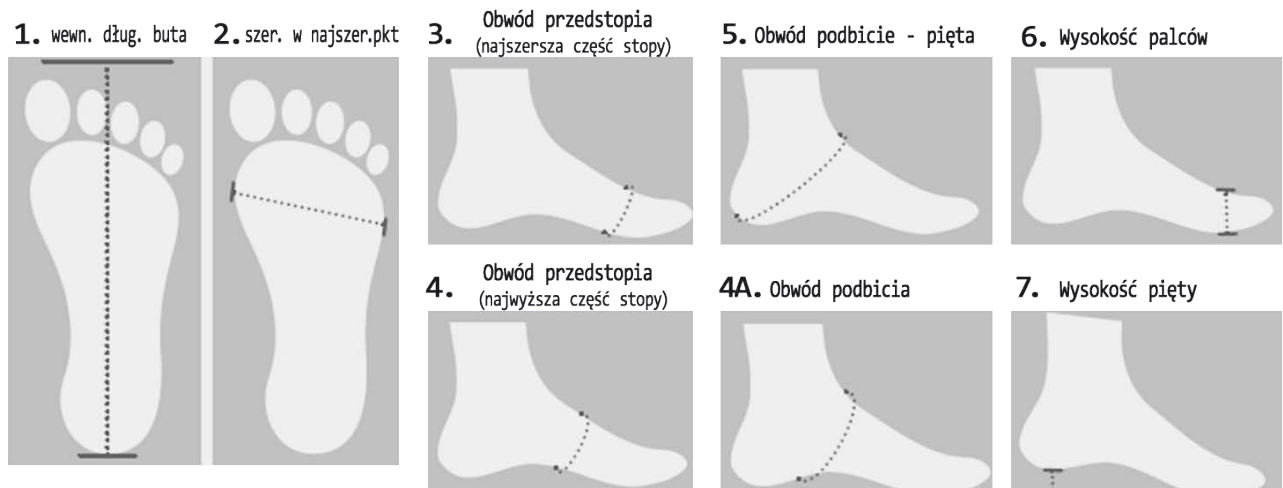 1. wewn. dług. buta
2. szer. w najszer.pkt
3. Obwód przedstopia
(najszersza część stopy)
5. Obwód podbicie - pięta
6. Wysokość palców
4. Obwód przedstopia
(najwyższa część stopy)
4A. Obwód podbicia
7. Wysokość pięty